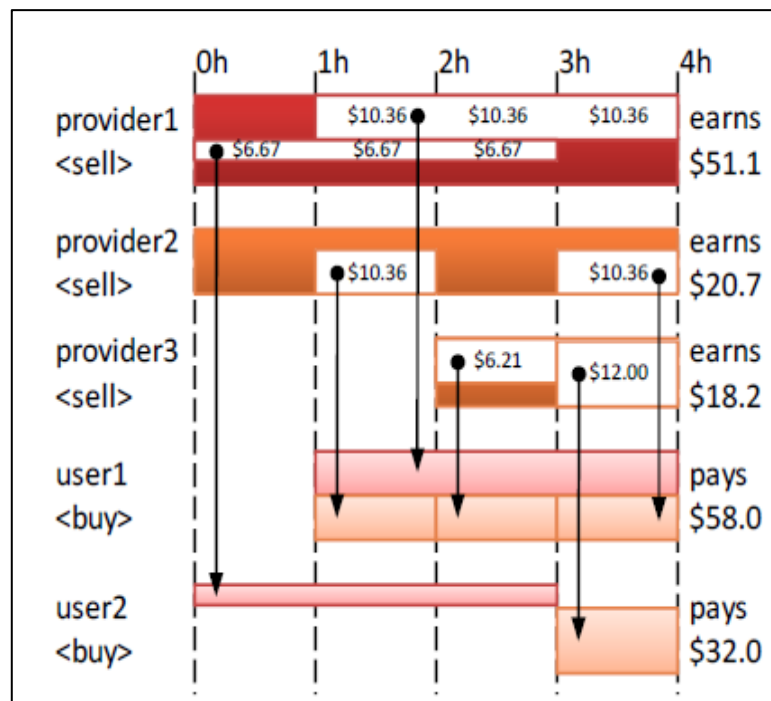 0h 1h 2h 3h 4h
provider1 $10.36 $10.36 $10.36 earns
<sell> $6.67 $6.67 $6.67 $51.1
provider2 earns
<sell> $10.36 $10.36 $20.7
provider3 $6.21 $12.00 earns
<sell> $18.2
user1 pays
<buy> $58.0
user2 pays
<buy> $32.0